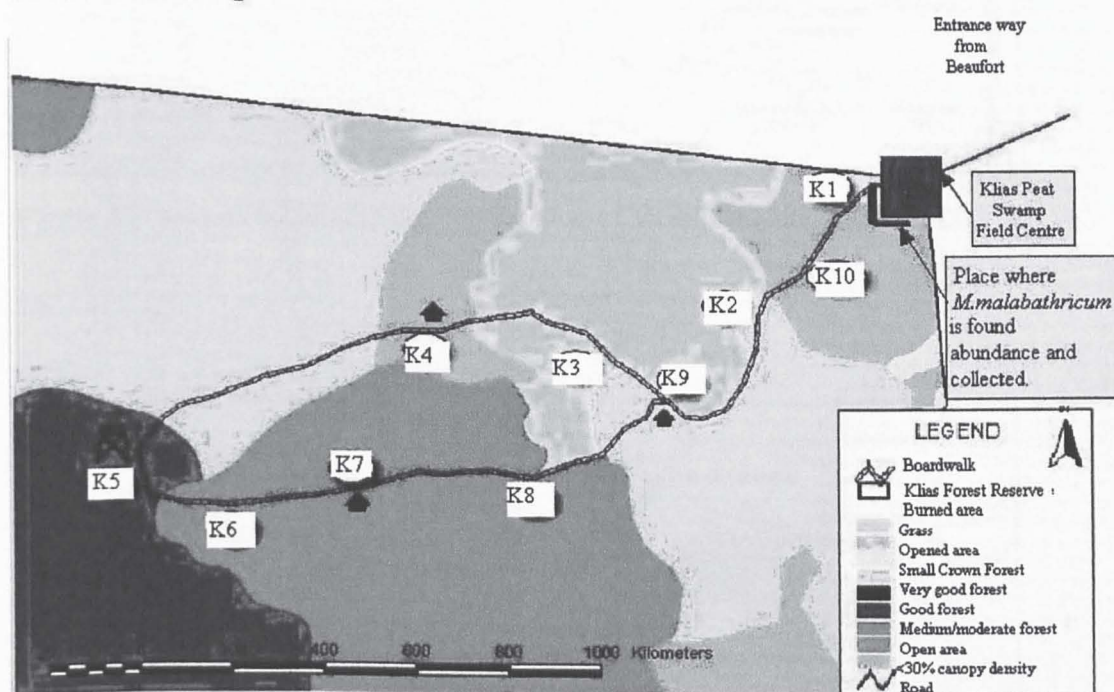 Entrance way
from
Beaufort
K1
Klias Peat
Swamp
Field Centre
K10
Place where
M.malabathricum
is found
abundance and
collected.
K2
K4
K3
K9
K5
K7
K8
K6
400
600
800
1000 Kilometers
LEGEND
Boardwalk
Klias Forest Reserve
Burned area
Grass
Opened area
Small Crown Forest
Very good forest
Good forest
Medium/moderate forest
Open area
<30% canopy density
Road